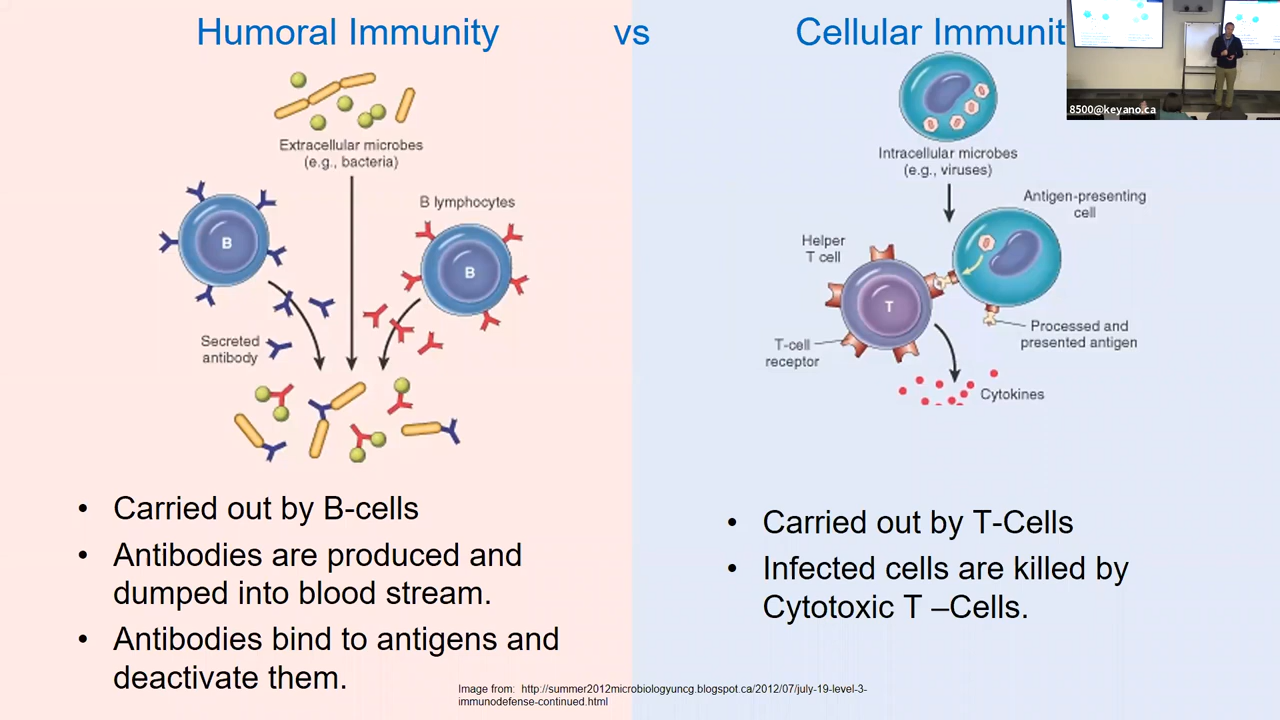 Humoral Immunity
vs
Cellular Immunit
8500@keyano.ca
Extracellular microbes
(e.g., bacteria)
B lymphocytes
B
B
Secreted
antibody
Intracellular microbes
(e.g., viruses)
Antigen-presenting
cell
Helper
T cell
T
T-cell
receptor
Processed and
presented antigen
Cytokines
• Carried out by B-cells
• Antibodies are produced and
dumped into blood stream.
• Antibodies bind to antigens and
deactivate them.
• Carried out by T-Cells
• Infected cells are killed by
Cytotoxic T –Cells.
Image from: http://summer2012microbiologyuncg.blogspot.ca/2012/07/july-19-level-3-
immunodefense-continued.html